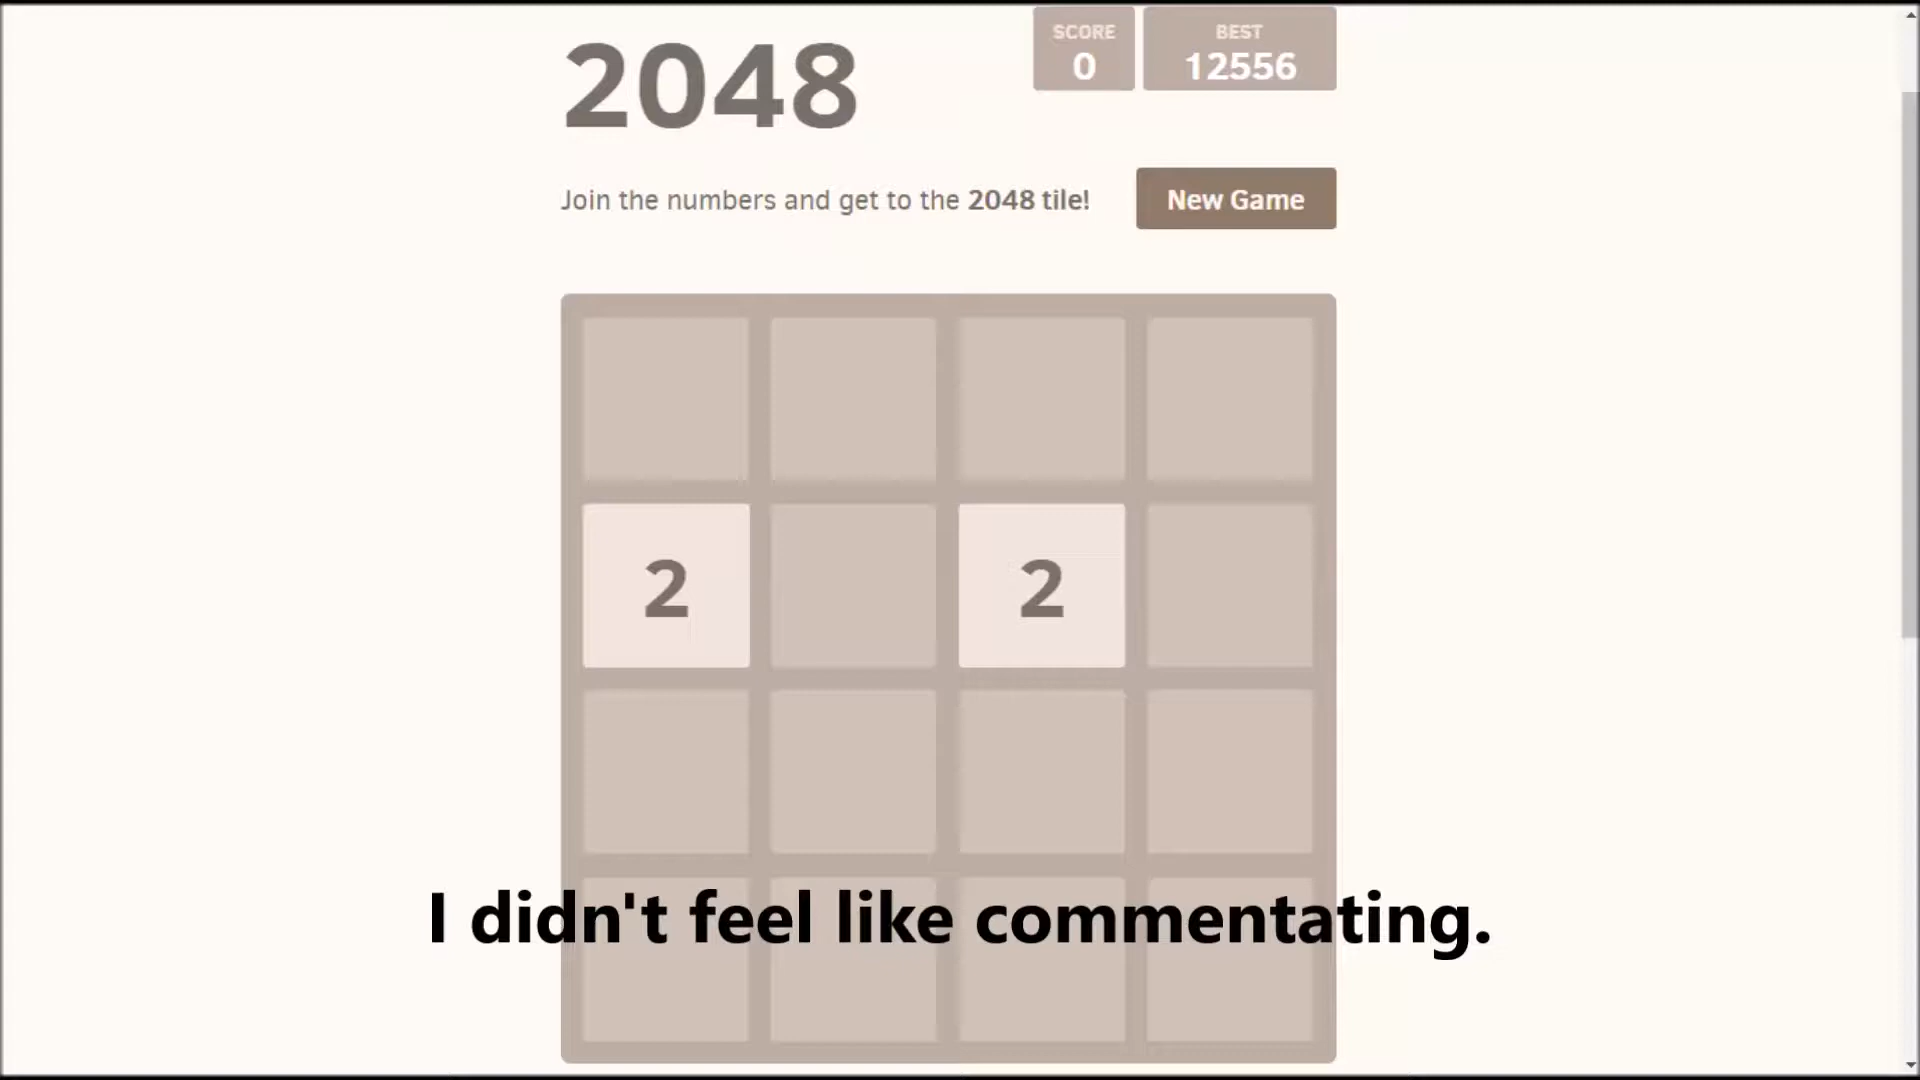 2048
SCORE
0
BEST
12556
Join the numbers and get to the 2048 tile!
New Game
2
2
I didn't feel like commentating.